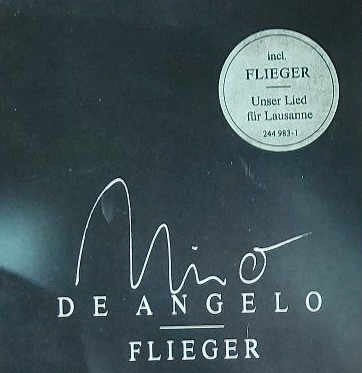 incl.
FLIEGER
Unser Lied
für Lausanne
244 983-1
Nino
DE ANGELO
FLIEGER